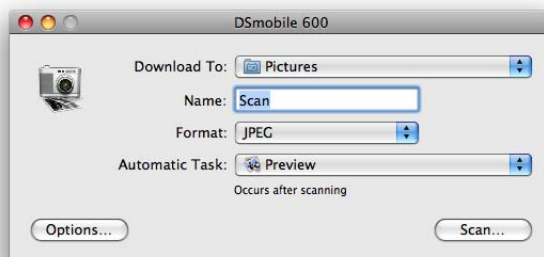 DSmobile 600
Download To: Pictures
Name: Scan
Format: JPEG
Automatic Task: Preview
Occurs after scanning
Options... Scan...